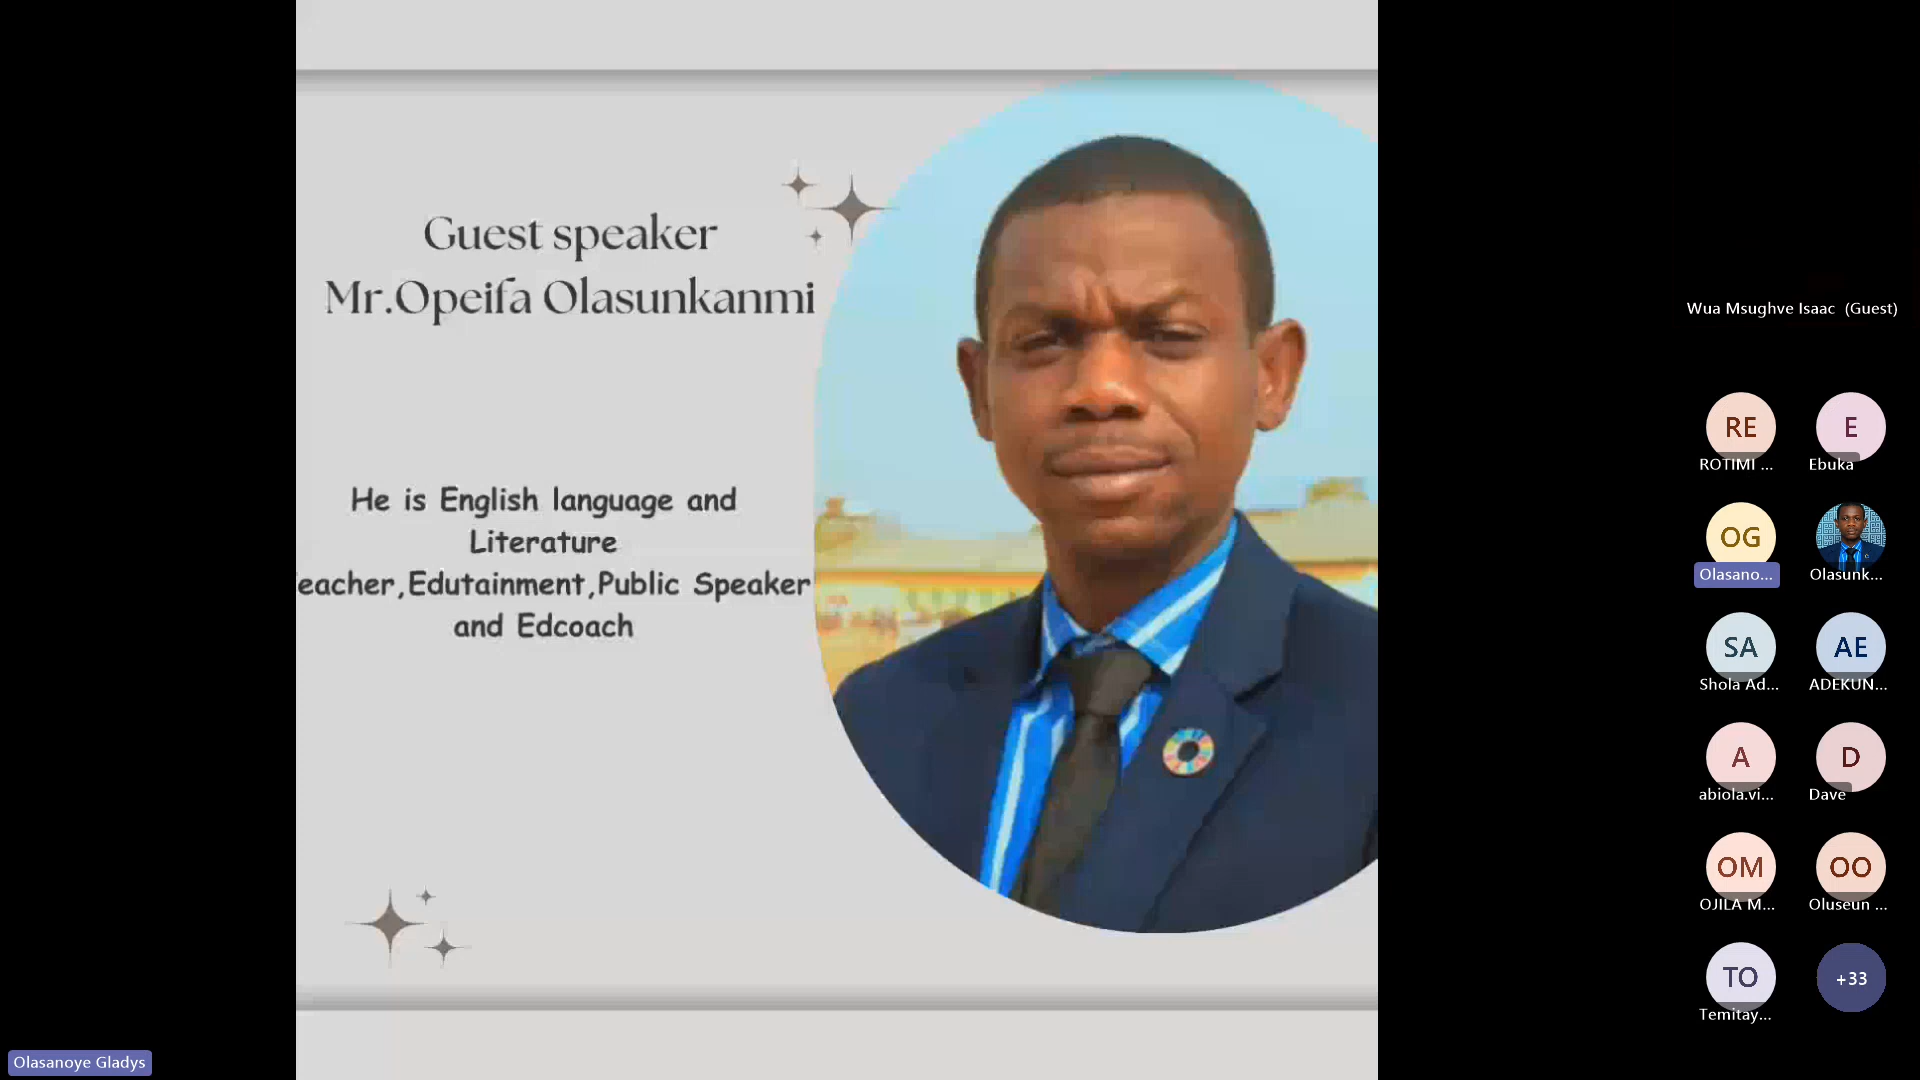 Guest speaker
Mr.Opeifa Olasunkanmi
He is English language and
Literature
eacher,Edutainment,Public Speaker
and Edcoach
Wua Msughve Isaac (Guest)
RE
ROTIMI ...
E
Ebuka
OG
Olasano...
Olasunk...
SA
Shola Ad...
AE
ADEKUN...
A
abiola.vi...
D
Dave
OM
OJILA M...
OO
Oluseun ...
TO
Temitay...
+33
Olasanoye Gladys